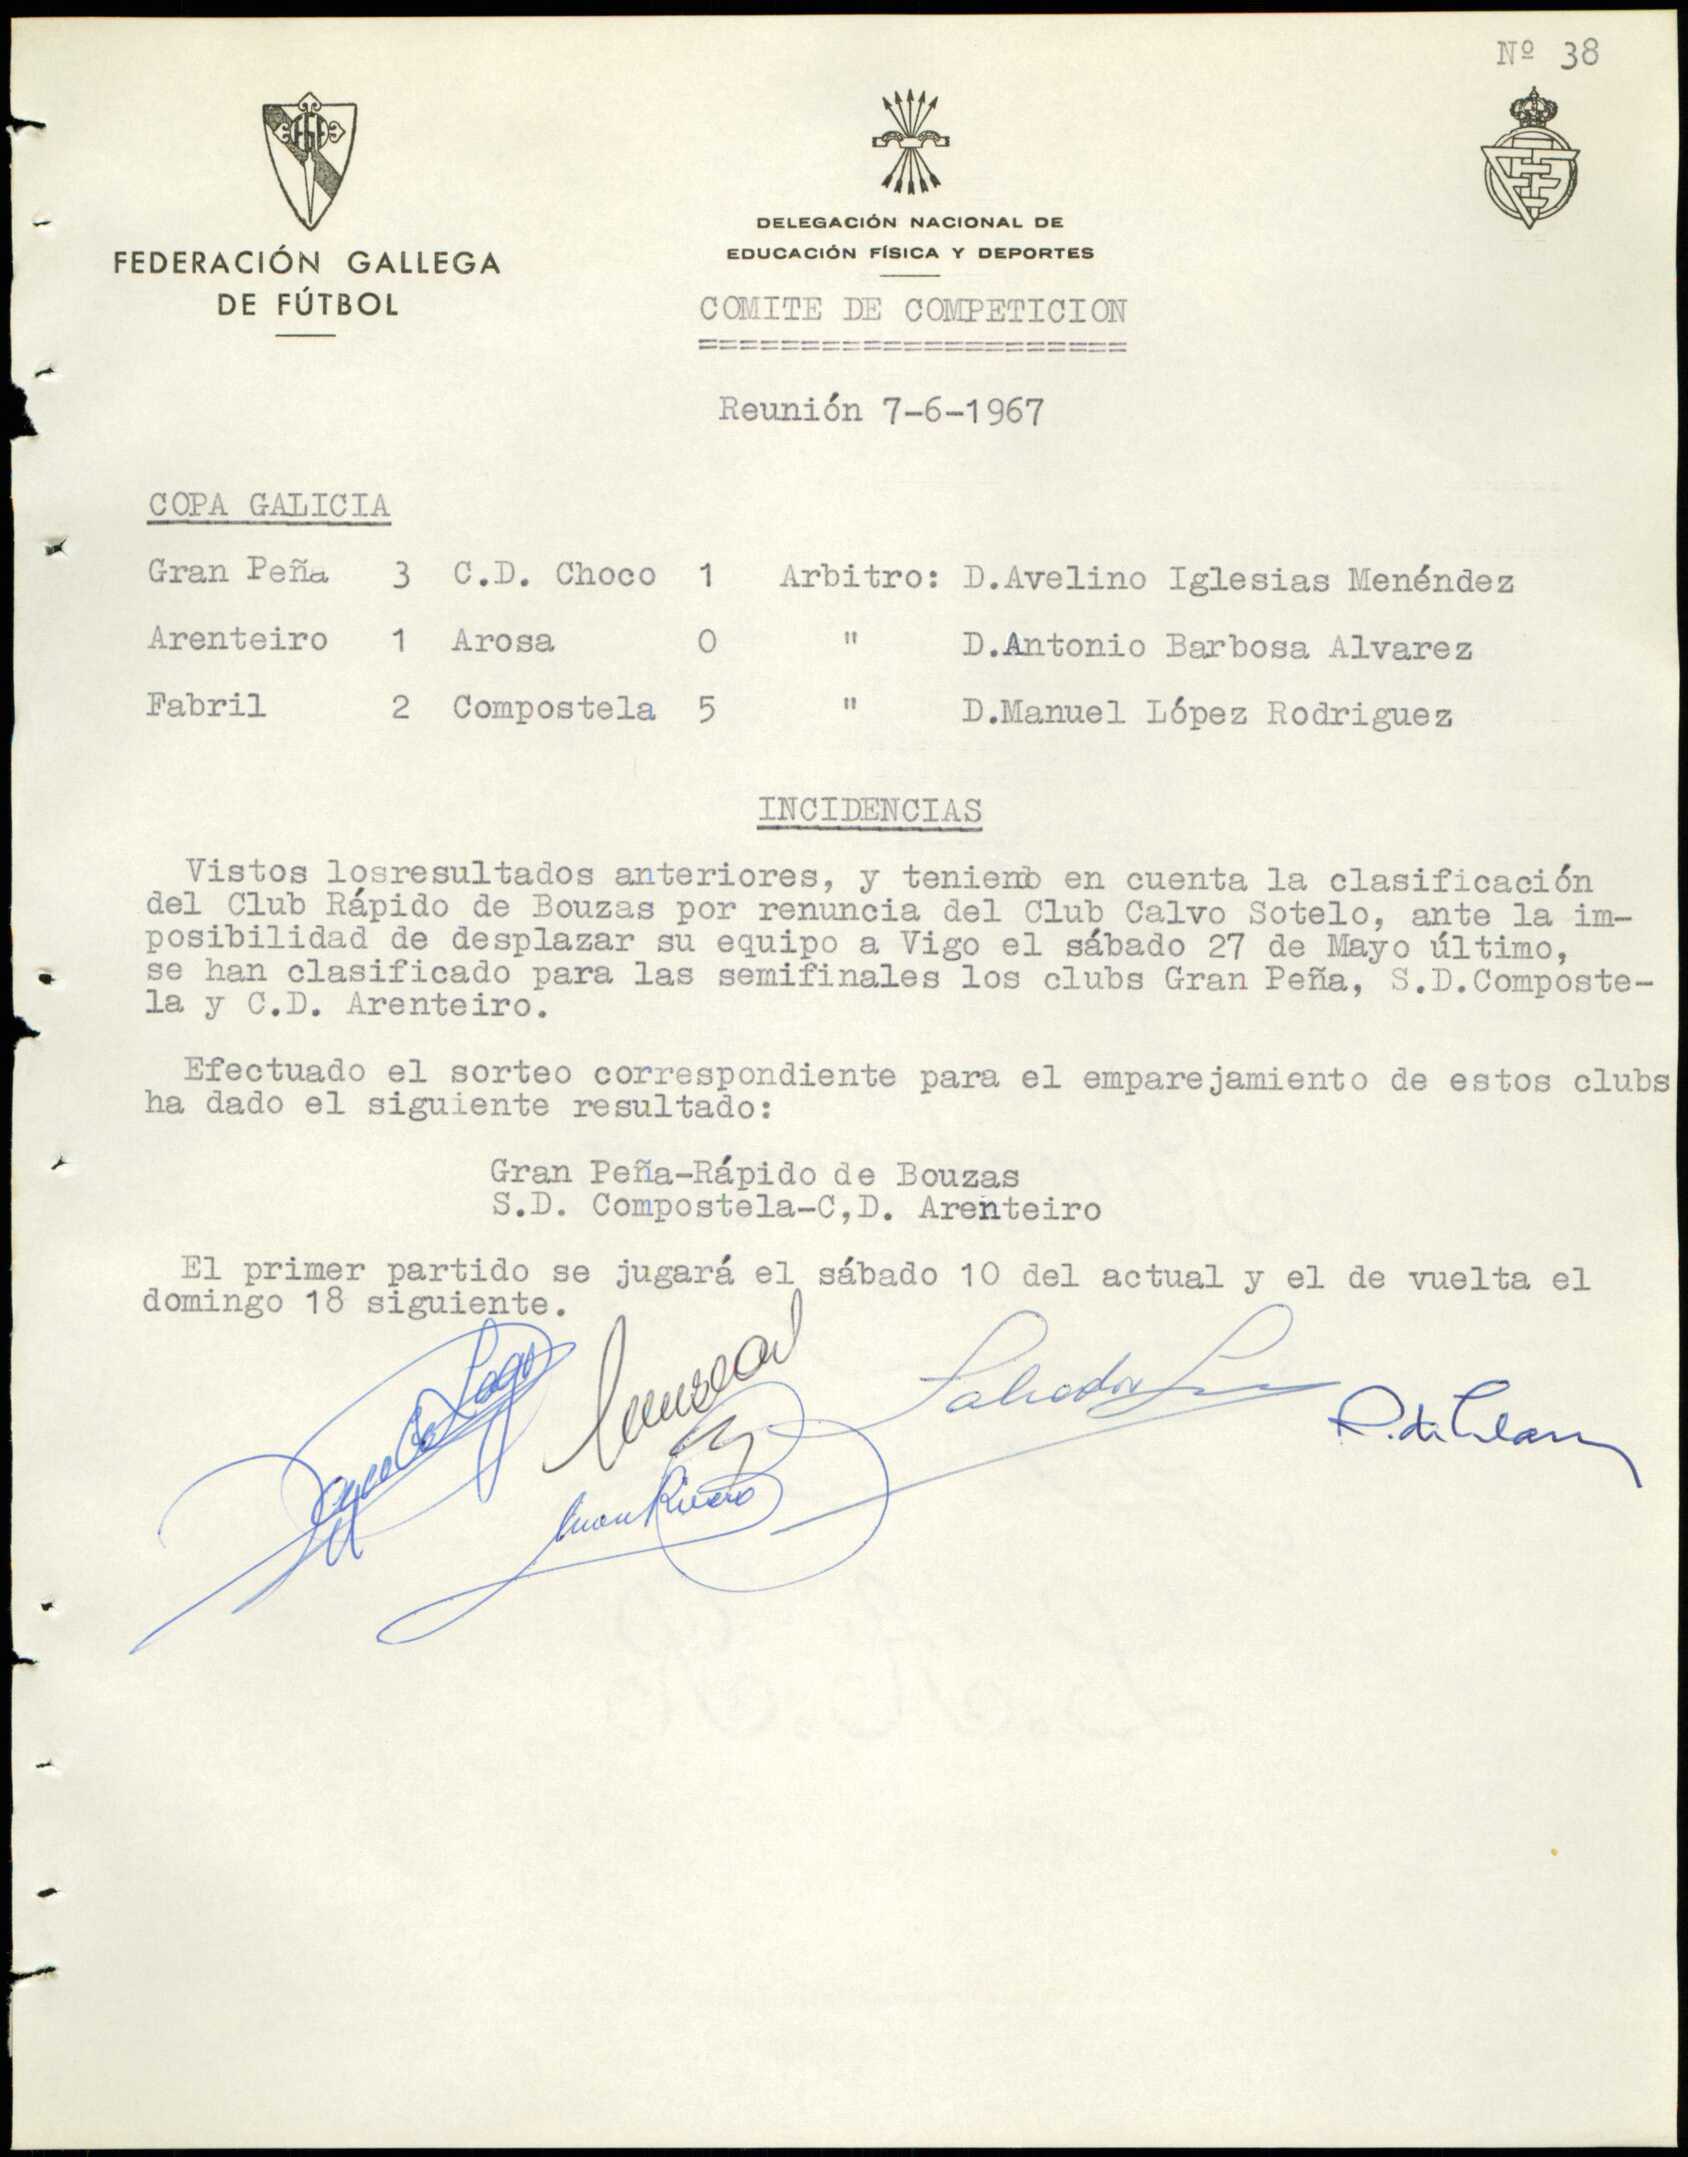 Nº 38
FEDERACIÓN GALLEGA
DE FÚTBOL
DELEGACIÓN NACIONAL DE
EDUCACIÓN FÍSICA Y DEPORTES
COMITE DE COMPETICION
=====================
Reunión 7-6-1967
COPA GALICIA
Gran Peña 3 C.D. Choco 1 Arbitro: D.Avelino Iglesias Menéndez
Arenteiro 1 Arosa 0 " D.Antonio Barbosa Alvarez
Fabril 2 Compostela 5 " D.Manuel López Rodriguez
INCIDENCIAS
Vistos losresultados anteriores, y teniendo en cuenta la clasificación
del Club Rápido de Bouzas por renuncia del Club Calvo Sotelo, ante la im-
posibilidad de desplazar su equipo a Vigo el sábado 27 de Mayo último,
se han clasificado para las semifinales los clubs Gran Peña, S.D.Composte-
la y C.D. Arenteiro.
Efectuado el sorteo correspondiente para el emparejamiento de estos clubs
ha dado el siguiente resultado:
Gran Peña-Rápido de Bouzas
S.D. Compostela-C,D. Arenteiro
El primer partido se jugará el sábado 10 del actual y el de vuelta el
domingo 18 siguiente.
Juan Rivero
Salvador